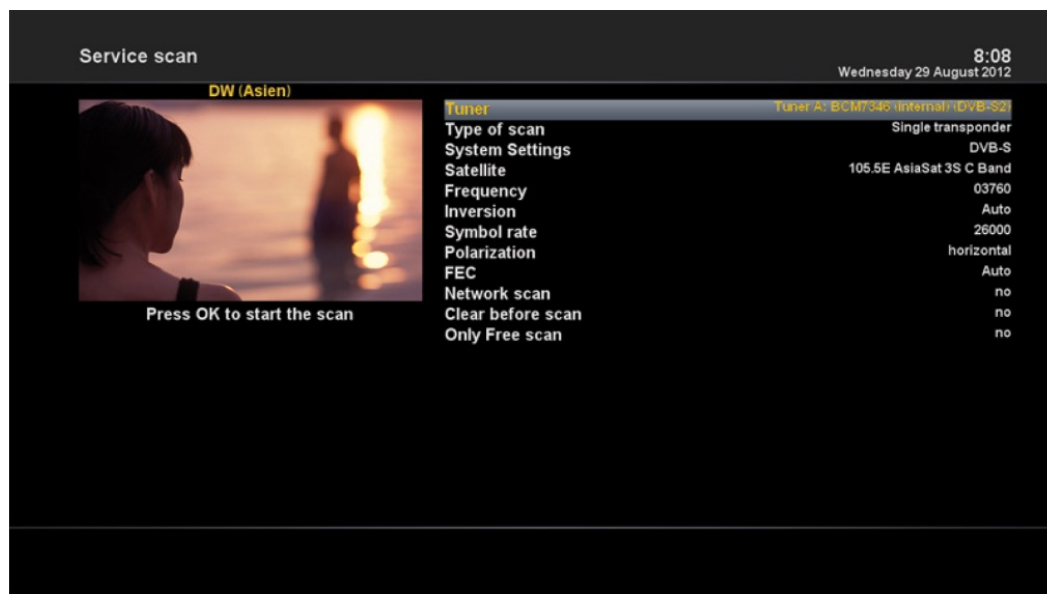 Service scan
8:08
Wednesday 29 August 2012
DW (Asien)
Tuner Tuner A: BCM7346 (internal) (DVB-S2)
Type of scan Single transponder
System Settings DVB-S
Satellite 105.5E AsiaSat 3S C Band
Frequency 03760
Inversion Auto
Symbol rate 26000
Polarization horizontal
FEC Auto
Network scan no
Clear before scan no
Only Free scan no
Press OK to start the scan